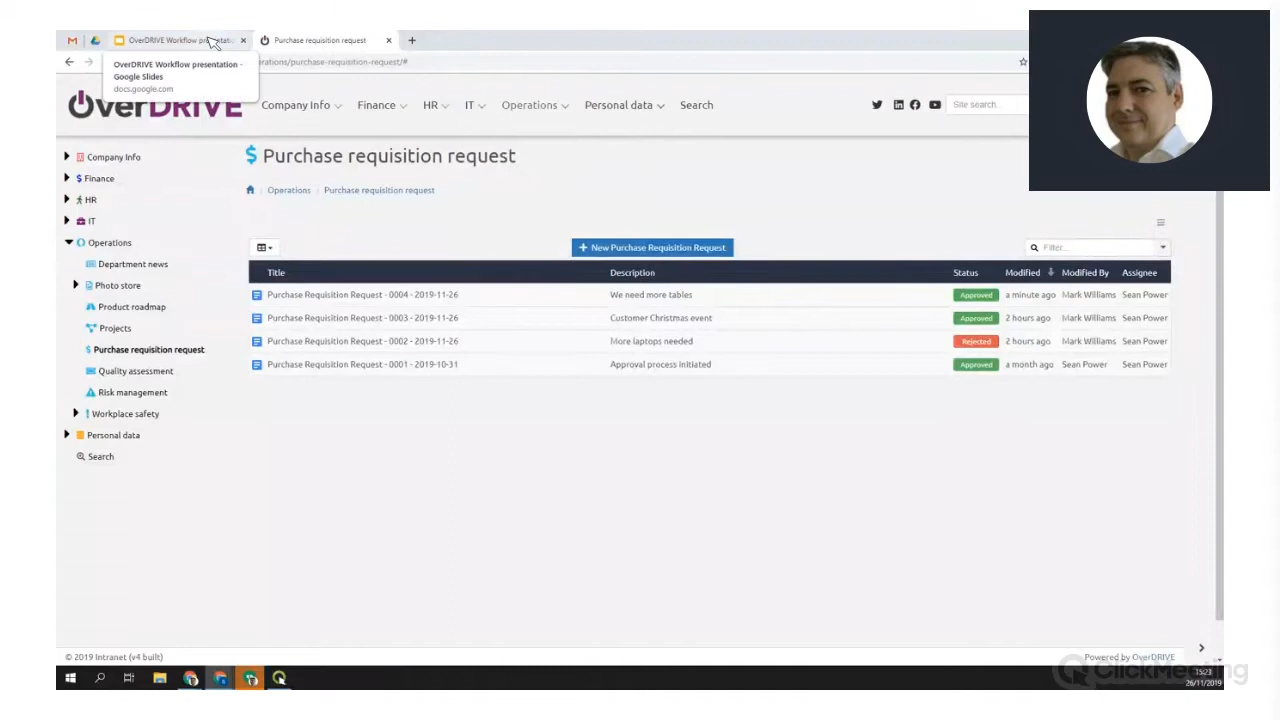 OverDRIVE Workflow presentatio
Purchase requisition request
OverDRIVE Workflow presentation -
Google Slides
docs.google.com
rations/purchase-requisition-request/#
OverDRIVE
Company Info
Finance
HR
IT
Operations
Personal data
Search
Site search...
Company Info
Finance
HR
IT
Operations
Department news
Photo store
Product roadmap
Projects
Purchase requisition request
Quality assessment
Risk management
Workplace safety
Personal data
Search
Purchase requisition request
Operations
Purchase requisition request
New Purchase Requisition Request
Filter...
Title Description Status Modified Modified By Assignee
Purchase Requisition Request - 0004 - 2019-11-26 We need more tables Approved a minute ago Mark Williams Sean Power
Purchase Requisition Request - 0003 - 2019-11-26 Customer Christmas event Approved 2 hours ago Mark Williams Sean Power
Purchase Requisition Request - 0002 - 2019-11-26 More laptops needed Rejected 2 hours ago Mark Williams Sean Power
Purchase Requisition Request - 0001 - 2019-10-31 Approval process initiated Approved a month ago Sean Power Sean Power
© 2019 Intranet (v4 built)
Powered by OverDRIVE
ClickMeeting
15:23
26/11/2019